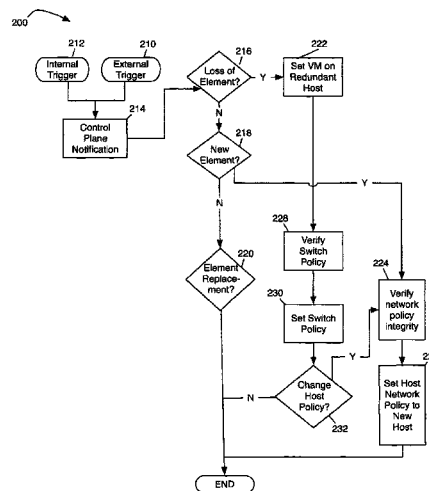 200
212
210
Internal
Trigger
External
Trigger
214
Control
Plane
Notification
216
Loss of
Element?
Y
222
Set VM on
Redundant
Host
N
218
New
Element?
Y
N
228
Verify
Switch
Policy
220
Element
Replace-
ment?
230
Set Switch
Policy
224
Verify
network
policy
integrity
Y
Change
Host
Policy?
N
232
Set Host
Network
Policy to
New
Host
END